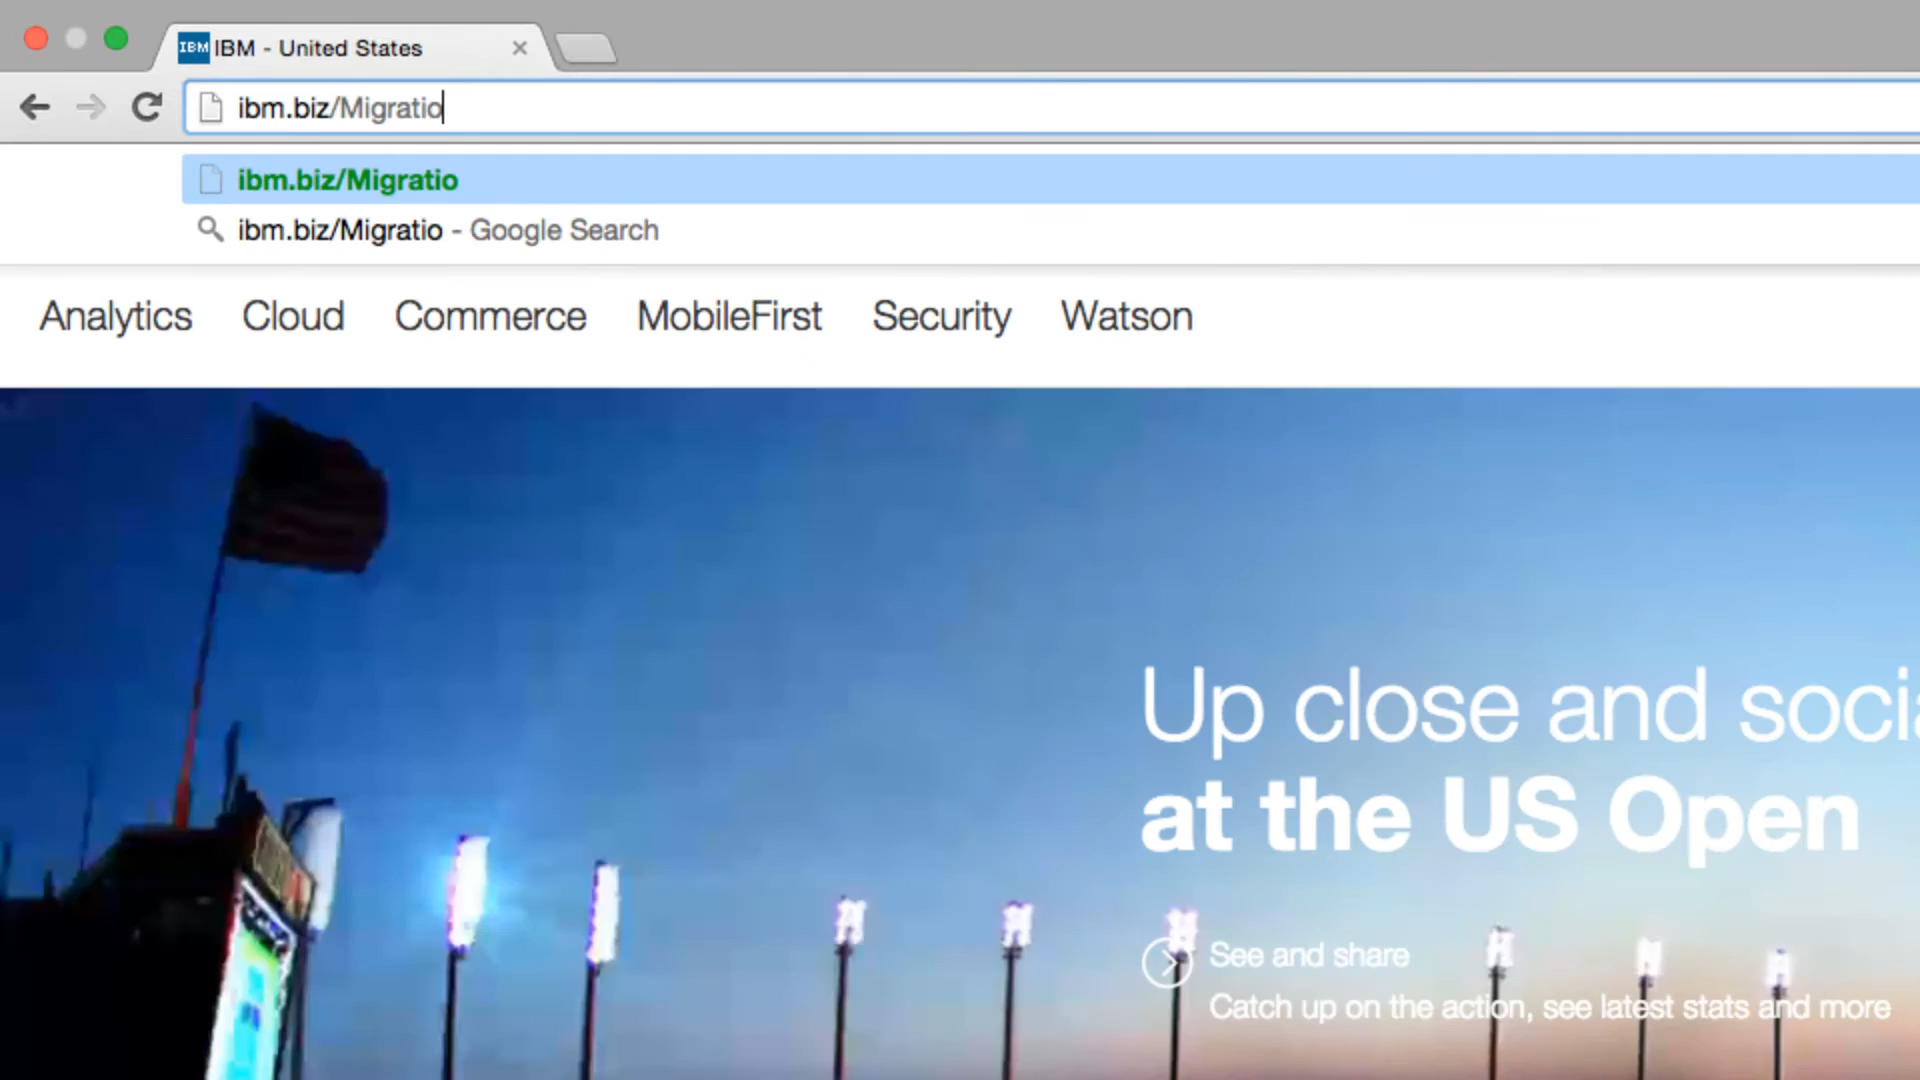 IBM IBM - United States
ibm.biz/Migratio
ibm.biz/Migratio
ibm.biz/Migratio - Google Search
Analytics Cloud Commerce MobileFirst Security Watson
Up close and socia
at the US Open
See and share
Catch up on the action, see latest stats and more